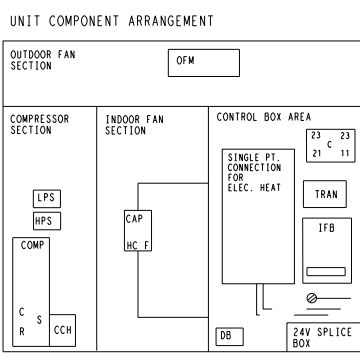 UNIT COMPONENT ARRANGEMENT
OUTDOOR FAN
SECTION
OFM
COMPRESSOR
SECTION
LPS
HPS
COMP
C
S
R
CCH
INDOOR FAN
SECTION
CAP
HC F
CONTROL BOX AREA
23 23
C
21 11
SINGLE PT.
CONNECTION
FOR
ELEC. HEAT
TRAN
IFB
DB
24V SPLICE
BOX